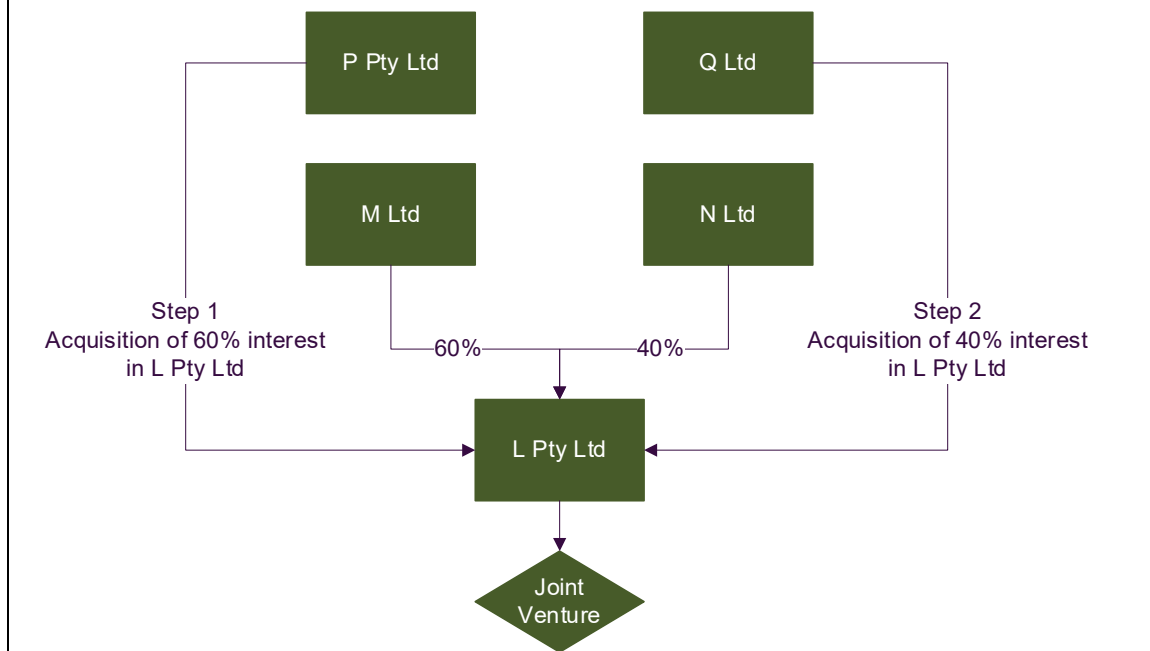 P Pty Ltd
Q Ltd
M Ltd
N Ltd
Step 1
Acquisition of 60% interest
in L Pty Ltd
Step 2
Acquisition of 40% interest
in L Pty Ltd
60%
40%
L Pty Ltd
Joint
Venture